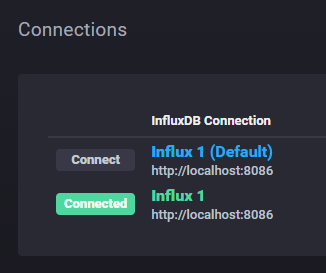 Connections
InfluxDB Connection
Connect
Influx 1 (Default)
http://localhost:8086
Connected
Influx 1
http://localhost:8086